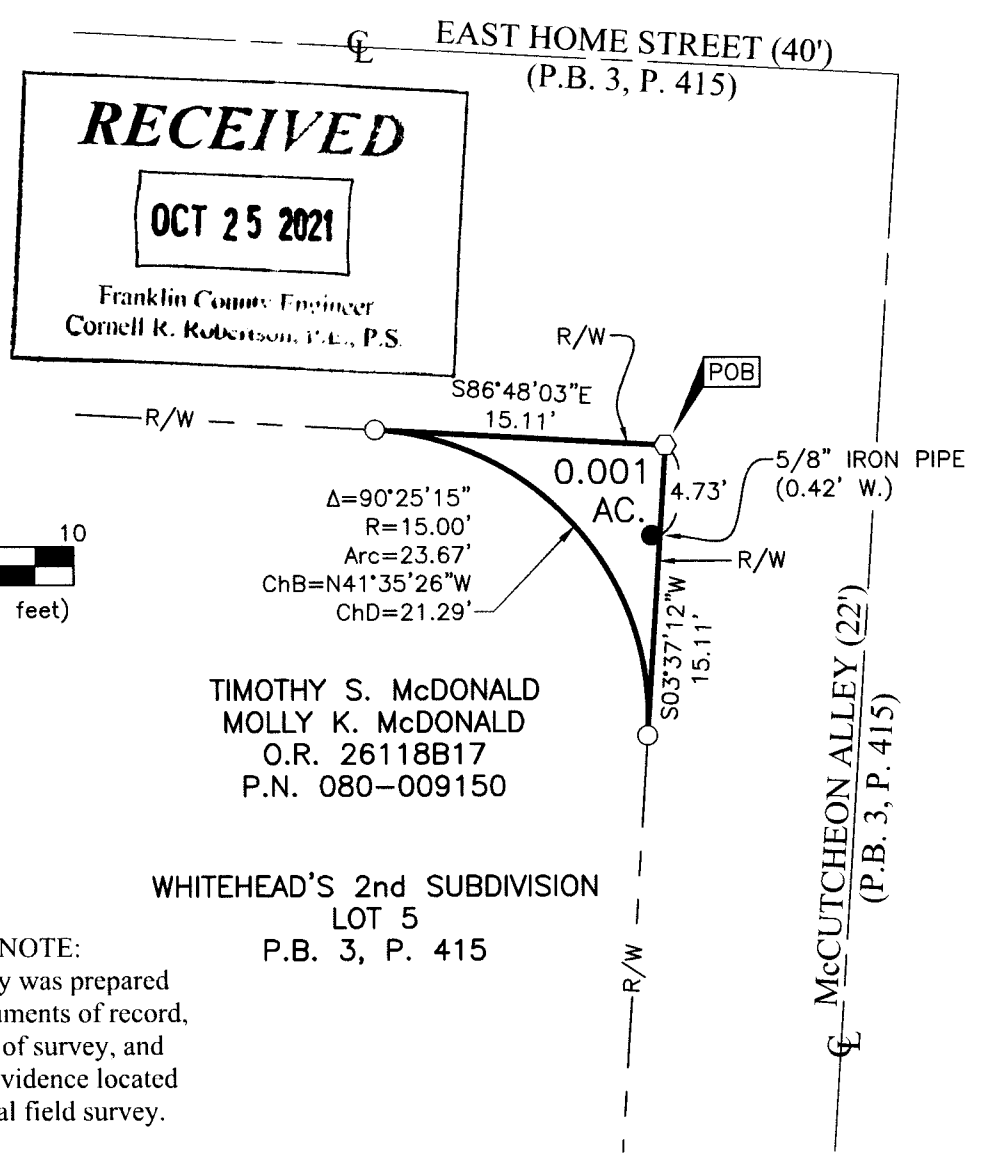 EAST HOME STREET (40')
(P.B. 3, P. 415)
RECEIVED
OCT 25 2021
Franklin County Engineer
Cornell R. Robertson, P.E., P.S.
R/W
POB
S86°48'03"E
15.11'
R/W
0.001
AC.
4.73'
5/8" IRON PIPE
(0.42' W.)
Δ=90°25'15"
R=15.00'
Arc=23.67'
ChB=N41°35'26"W
ChD=21.29'
R/W
S03°37'12"W
15.11'
10
feet)
TIMOTHY S. McDONALD
MOLLY K. McDONALD
O.R. 26118B17
P.N. 080-009150
McCUTCHEON ALLEY (22')
(P.B. 3, P. 415)
WHITEHEAD'S 2nd SUBDIVISION
LOT 5
P.B. 3, P. 415
R/W
NOTE:
y was prepared
uments of record,
of survey, and
vidence located
al field survey.